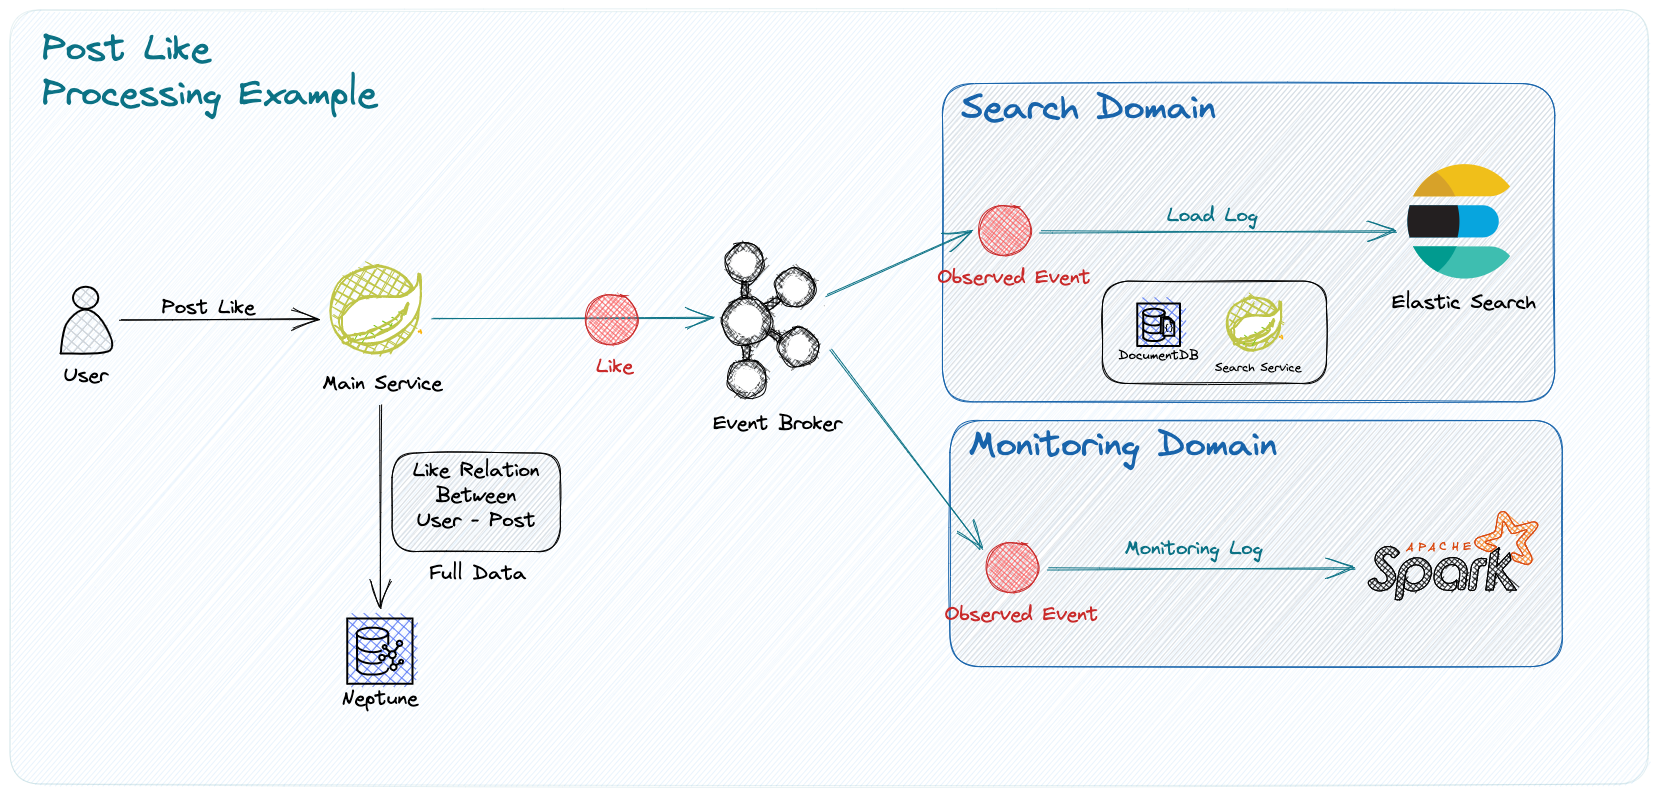 Post Like
Processing Example
Search Domain
Load Log
Observed Event
Elastic Search
DocumentDB
Search Service
Post Like
User
Main Service
Like
Event Broker
Monitoring Domain
Like Relation
Between
User - Post
Full Data
Monitoring Log
APACHE
Spark
Observed Event
Neptune